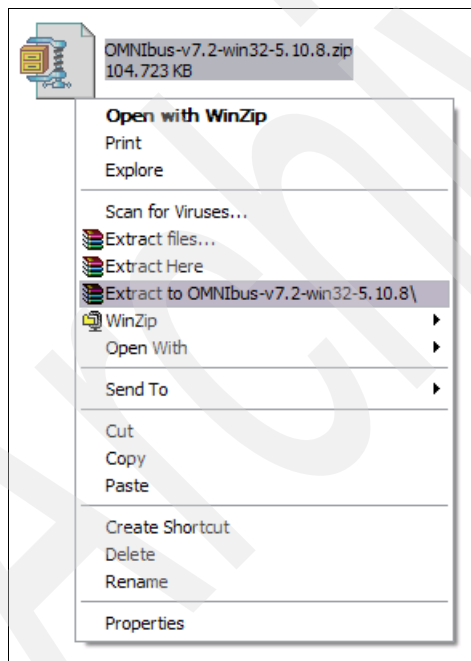 OMNIbus-v7.2-win32-5.10.8.zip
104.723 KB
Open with WinZip
Print
Explore
Scan for Viruses...
Extract files...
Extract Here
Extract to OMNIbus-v7.2-win32-5.10.8\
WinZip
Open With
Send To
Cut
Copy
Paste
Create Shortcut
Delete
Rename
Properties